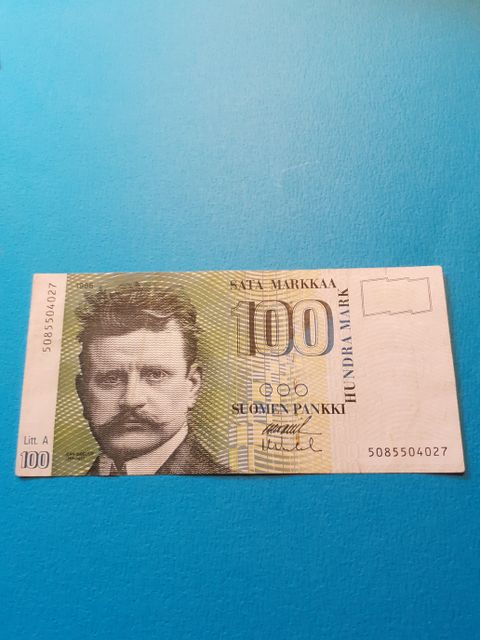 5085504027
1986
SATA MARKKAA
100
HUNDRA MARK
SUOMEN PANKKI
Litt. A
100
5085504027